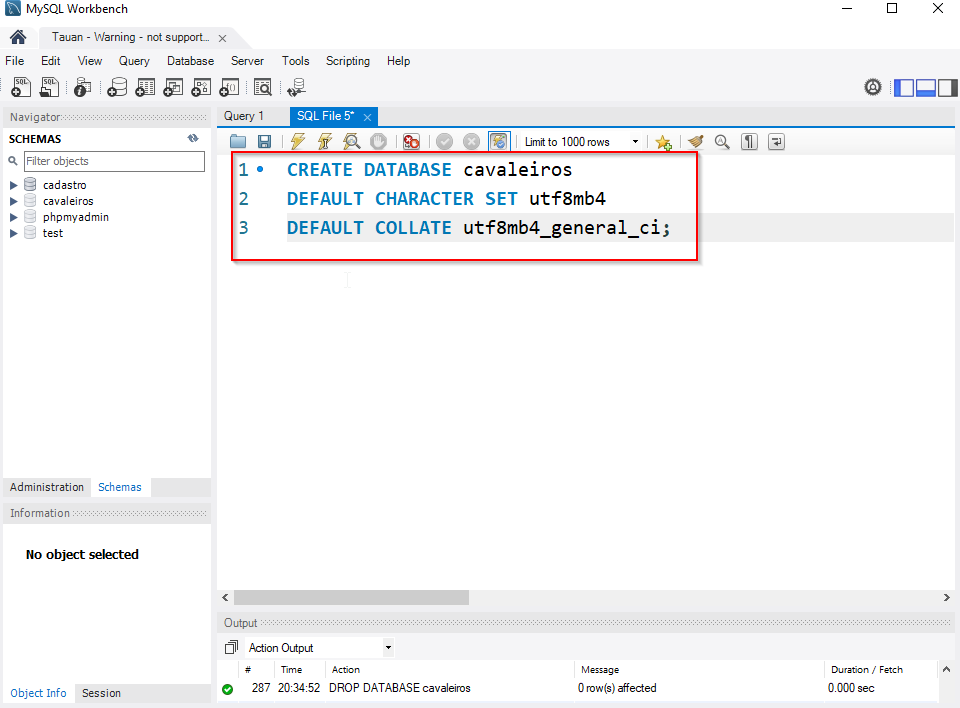 MySQL Workbench
Tauan - Warning - not support...
File Edit View Query Database Server Tools Scripting Help
Navigator
SCHEMAS
Filter objects
cadastro
cavaleiros
phpmyadmin
test
Administration Schemas
Information
No object selected
Object Info Session
Query 1 SQL File 5*
Limit to 1000 rows
1 CREATE DATABASE cavaleiros
2 DEFAULT CHARACTER SET utf8mb4
3 DEFAULT COLLATE utf8mb4_general_ci;
Output
Action Output
# Time Action Message Duration / Fetch
287 20:34:52 DROP DATABASE cavaleiros 0 row(s) affected 0.000 sec